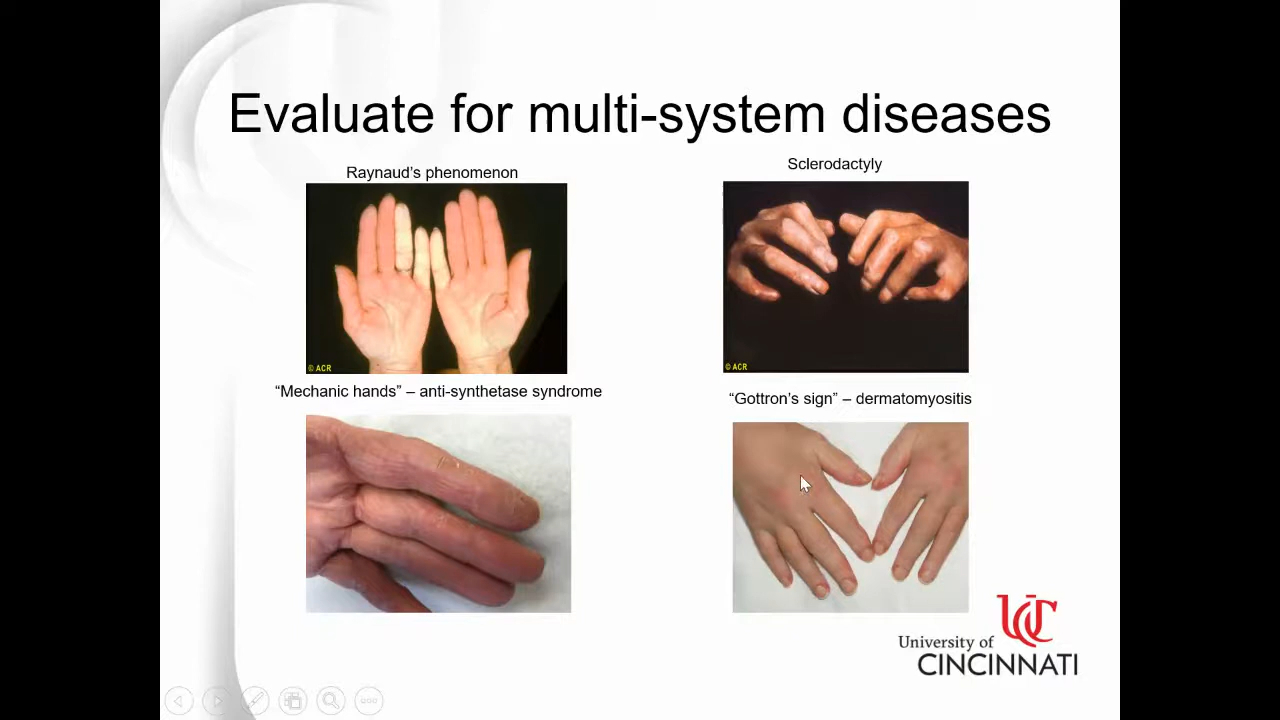 Evaluate for multi-system diseases
Raynaud’s phenomenon
Sclerodactyly
© ACR
© ACR
“Mechanic hands” – anti-synthetase syndrome
“Gottron’s sign” – dermatomyositis
UC
University of
CINCINNATI